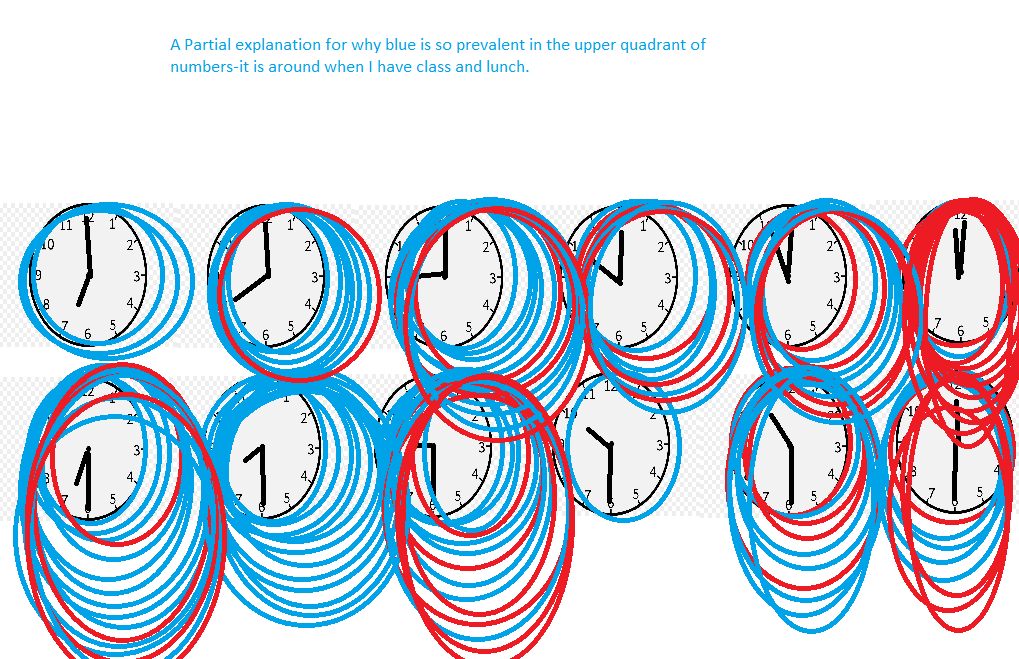 A Partial explanation for why blue is so prevalent in the upper quadrant of
numbers-it is around when I have class and lunch.